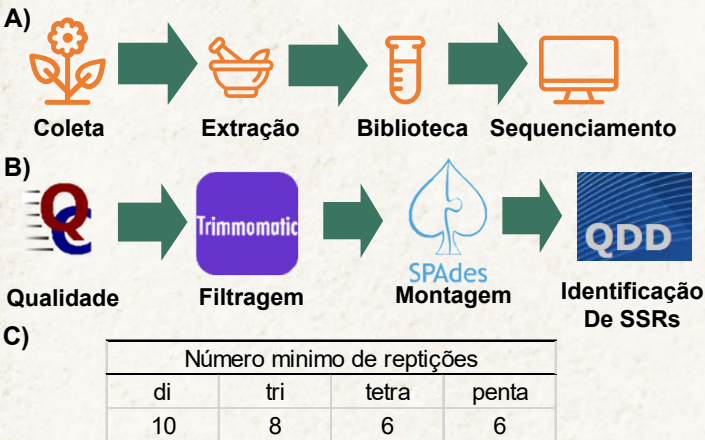 A)
Coleta Extração Biblioteca Sequenciamento
B)
QC Trimmomatic SPAdes QDD
Qualidade Filtragem Montagem Identificação
De SSRs
C)
Número minimo de reptições
di tri tetra penta
10 8 6 6